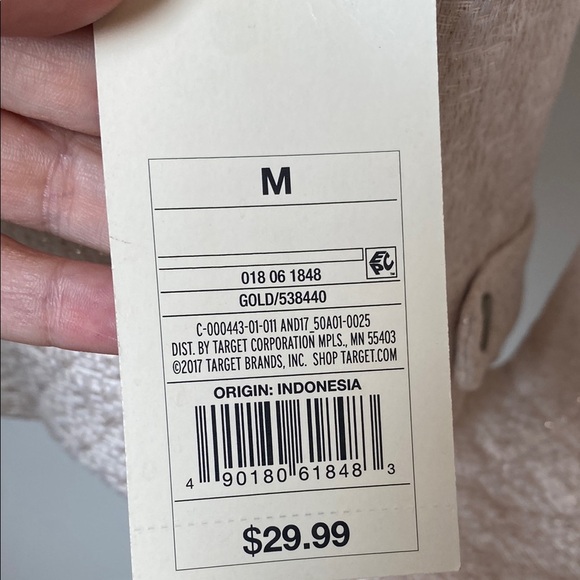 M
EPC™
018 06 1848
GOLD/538440
C-000443-01-011 AND17_50A01-0025
DIST. BY TARGET CORPORATION MPLS., MN 55403
©2017 TARGET BRANDS, INC. SHOP TARGET.COM
ORIGIN: INDONESIA
4 90180 61848 3
$29.99